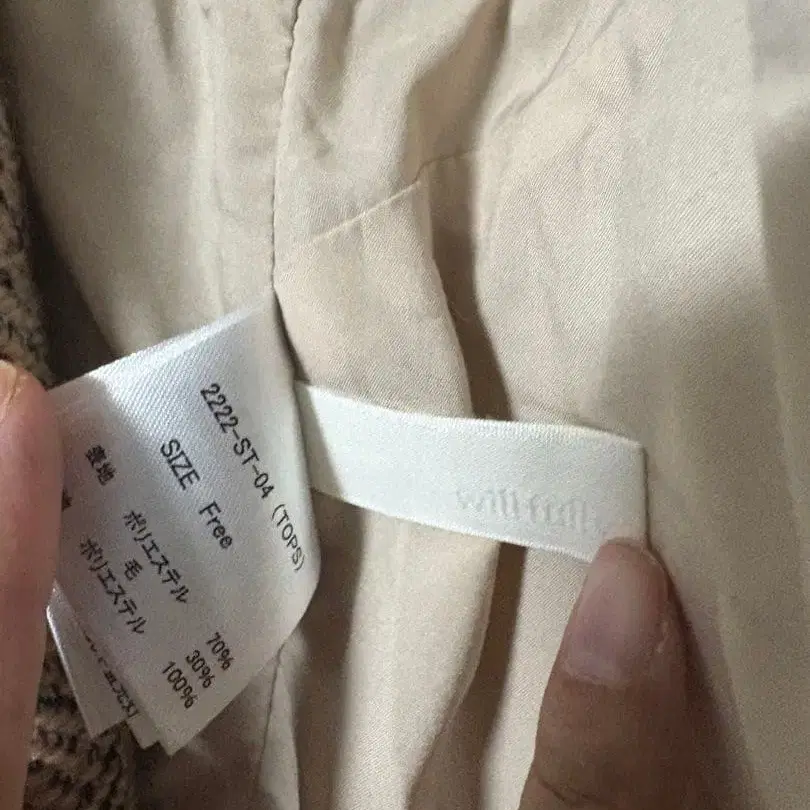 2222-ST-04 (TOPS)
SIZE Free
表地 ポリエステル 70%
毛 30%
ポリエステル 100%